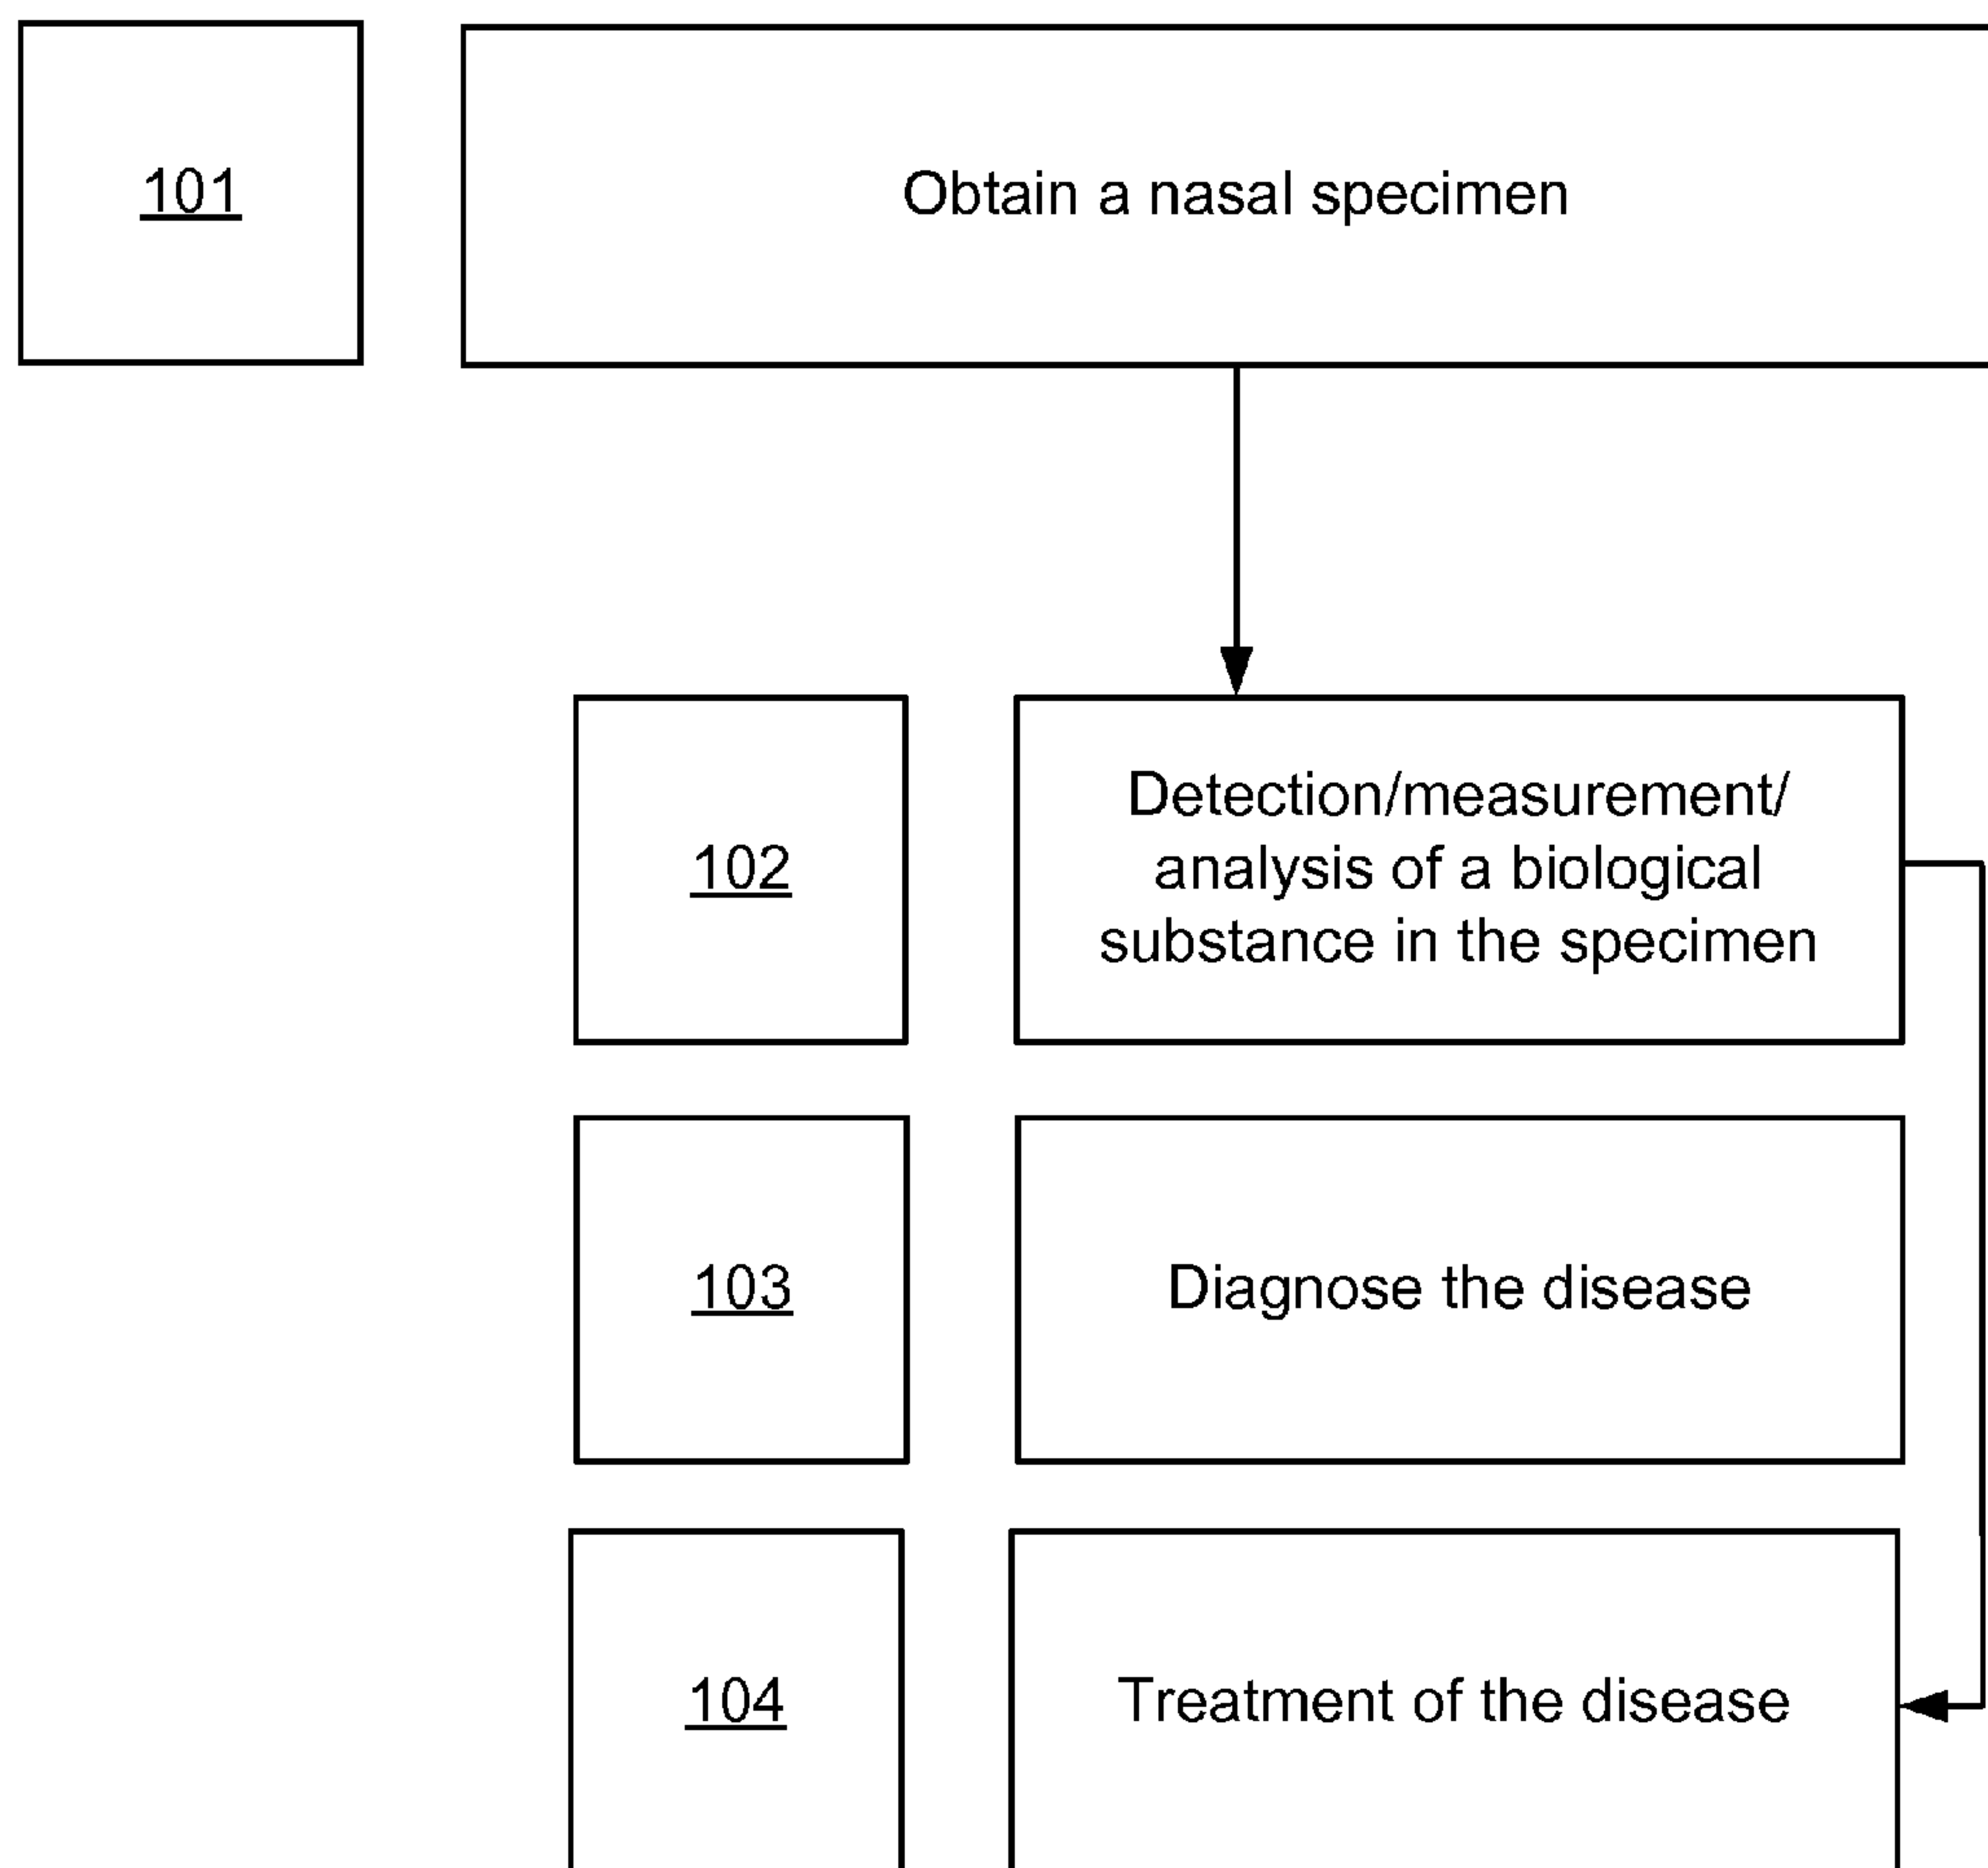 101
Obtain a nasal specimen
102
Detection/measurement/
analysis of a biological
substance in the specimen
103
Diagnose the disease
104
Treatment of the disease